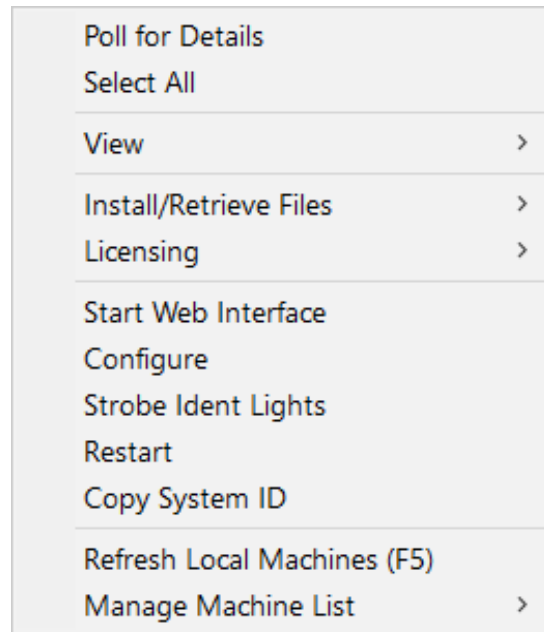 Poll for Details
Select All
View
Install/Retrieve Files
Licensing
Start Web Interface
Configure
Strobe Ident Lights
Restart
Copy System ID
Refresh Local Machines (F5)
Manage Machine List